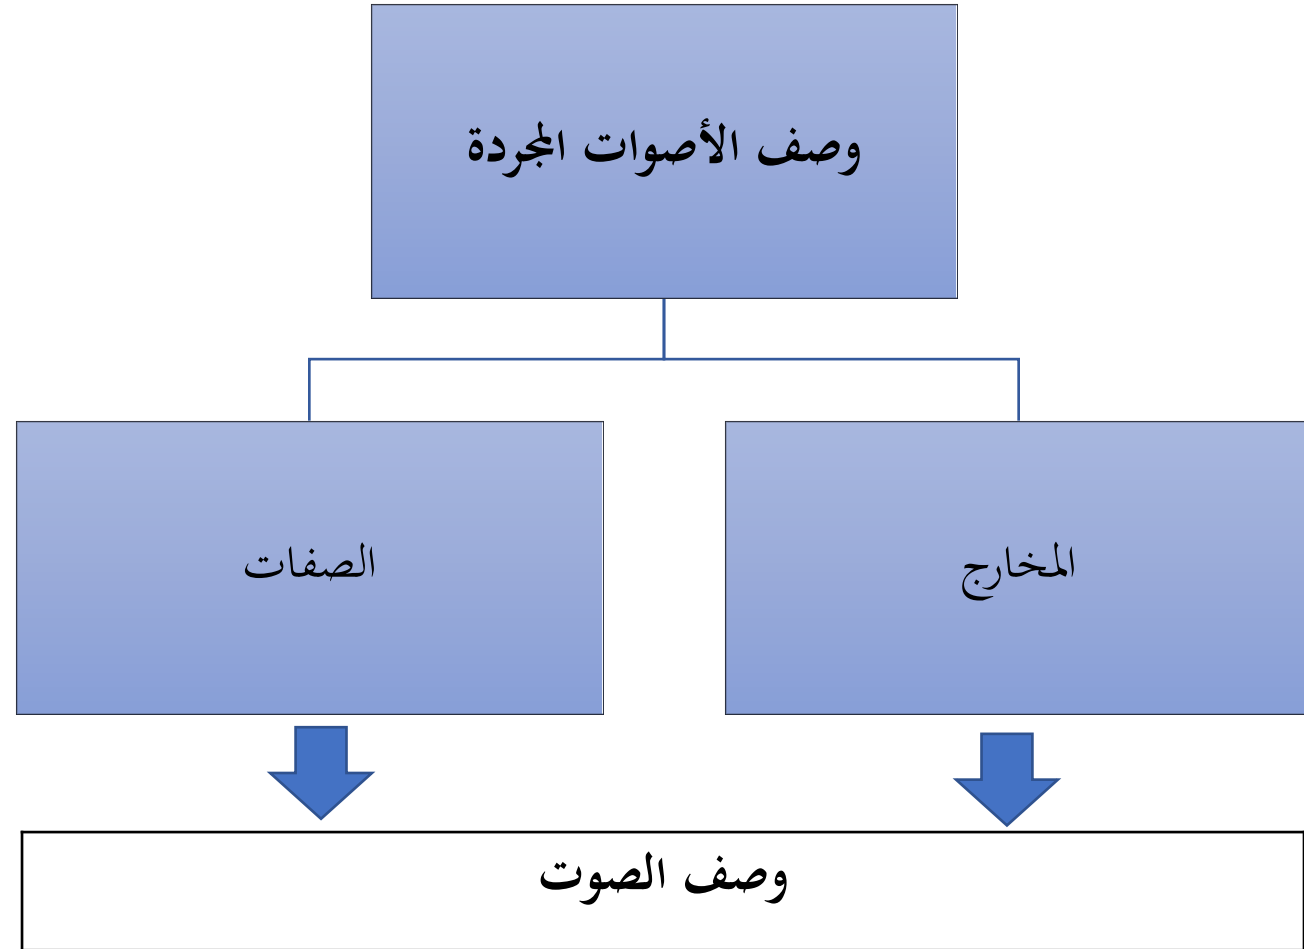 وصف الأصوات المجردة
المخارج
الصفات
وصف الصوت